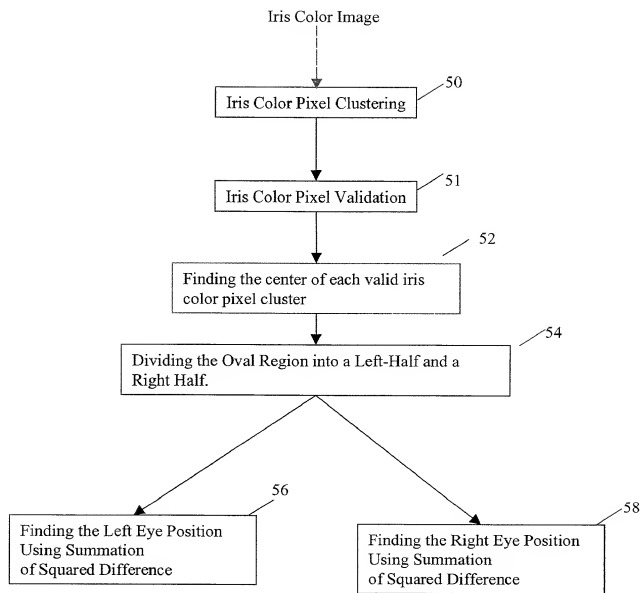 Iris Color Image
50
Iris Color Pixel Clustering
51
Iris Color Pixel Validation
52
Finding the center of each valid iris
color pixel cluster
54
Dividing the Oval Region into a Left-Half and a
Right Half.
56
Finding the Left Eye Position
Using Summation
of Squared Difference
58
Finding the Right Eye Position
Using Summation
of Squared Difference